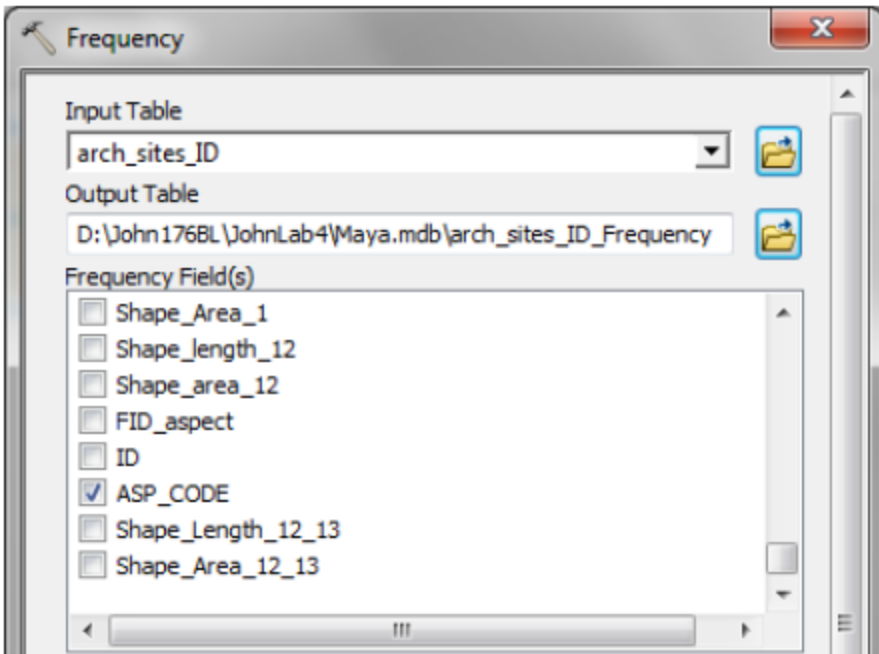 Frequency
Input Table
arch_sites_ID
Output Table
D:\John176BL\JohnLab4\Maya.mdb\arch_sites_ID_Frequency
Frequency Field(s)
Shape_Area_1
Shape_length_12
Shape_area_12
FID_aspect
ID
ASP_CODE
Shape_Length_12_13
Shape_Area_12_13